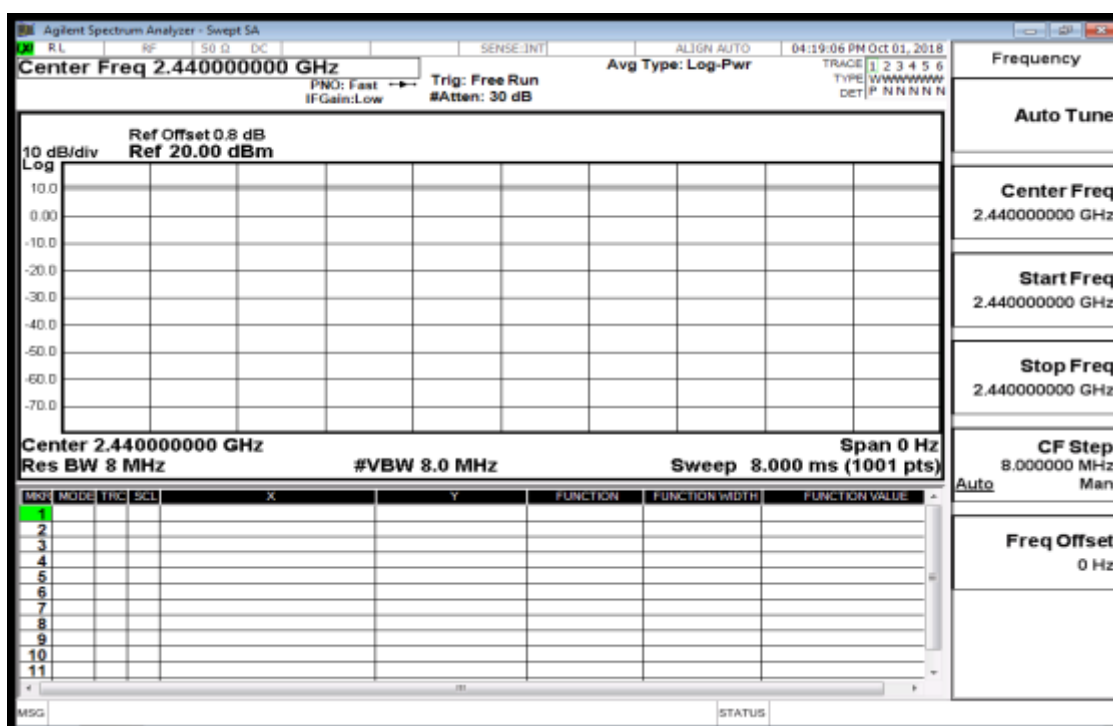 Agilent Spectrum Analyzer - Swept SA
RL RF 50 Ω DC SENSE:INT ALIGN AUTO 04:19:06 PM Oct 01, 2018
Center Freq 2.440000000 GHz
PNO: Fast
IFGain:Low
Trig: Free Run
#Atten: 30 dB
Avg Type: Log-Pwr
TRACE 1 2 3 4 5 6
TYPE WWWWWWW
DET P N N N N N
Ref Offset 0.8 dB
10 dB/div Ref 20.00 dBm
Log
10.0
0.00
-10.0
-20.0
-30.0
-40.0
-50.0
-60.0
-70.0
Center 2.440000000 GHz Span 0 Hz
Res BW 8 MHz #VBW 8.0 MHz Sweep 8.000 ms (1001 pts)
MKR MODE TRC SCL X Y FUNCTION FUNCTION WIDTH FUNCTION VALUE
1
2
3
4
5
6
7
8
9
10
11
MSG STATUS
Frequency
Auto Tune
Center Freq
2.440000000 GHz
Start Freq
2.440000000 GHz
Stop Freq
2.440000000 GHz
CF Step
8.000000 MHz
Auto Man
Freq Offset
0 Hz